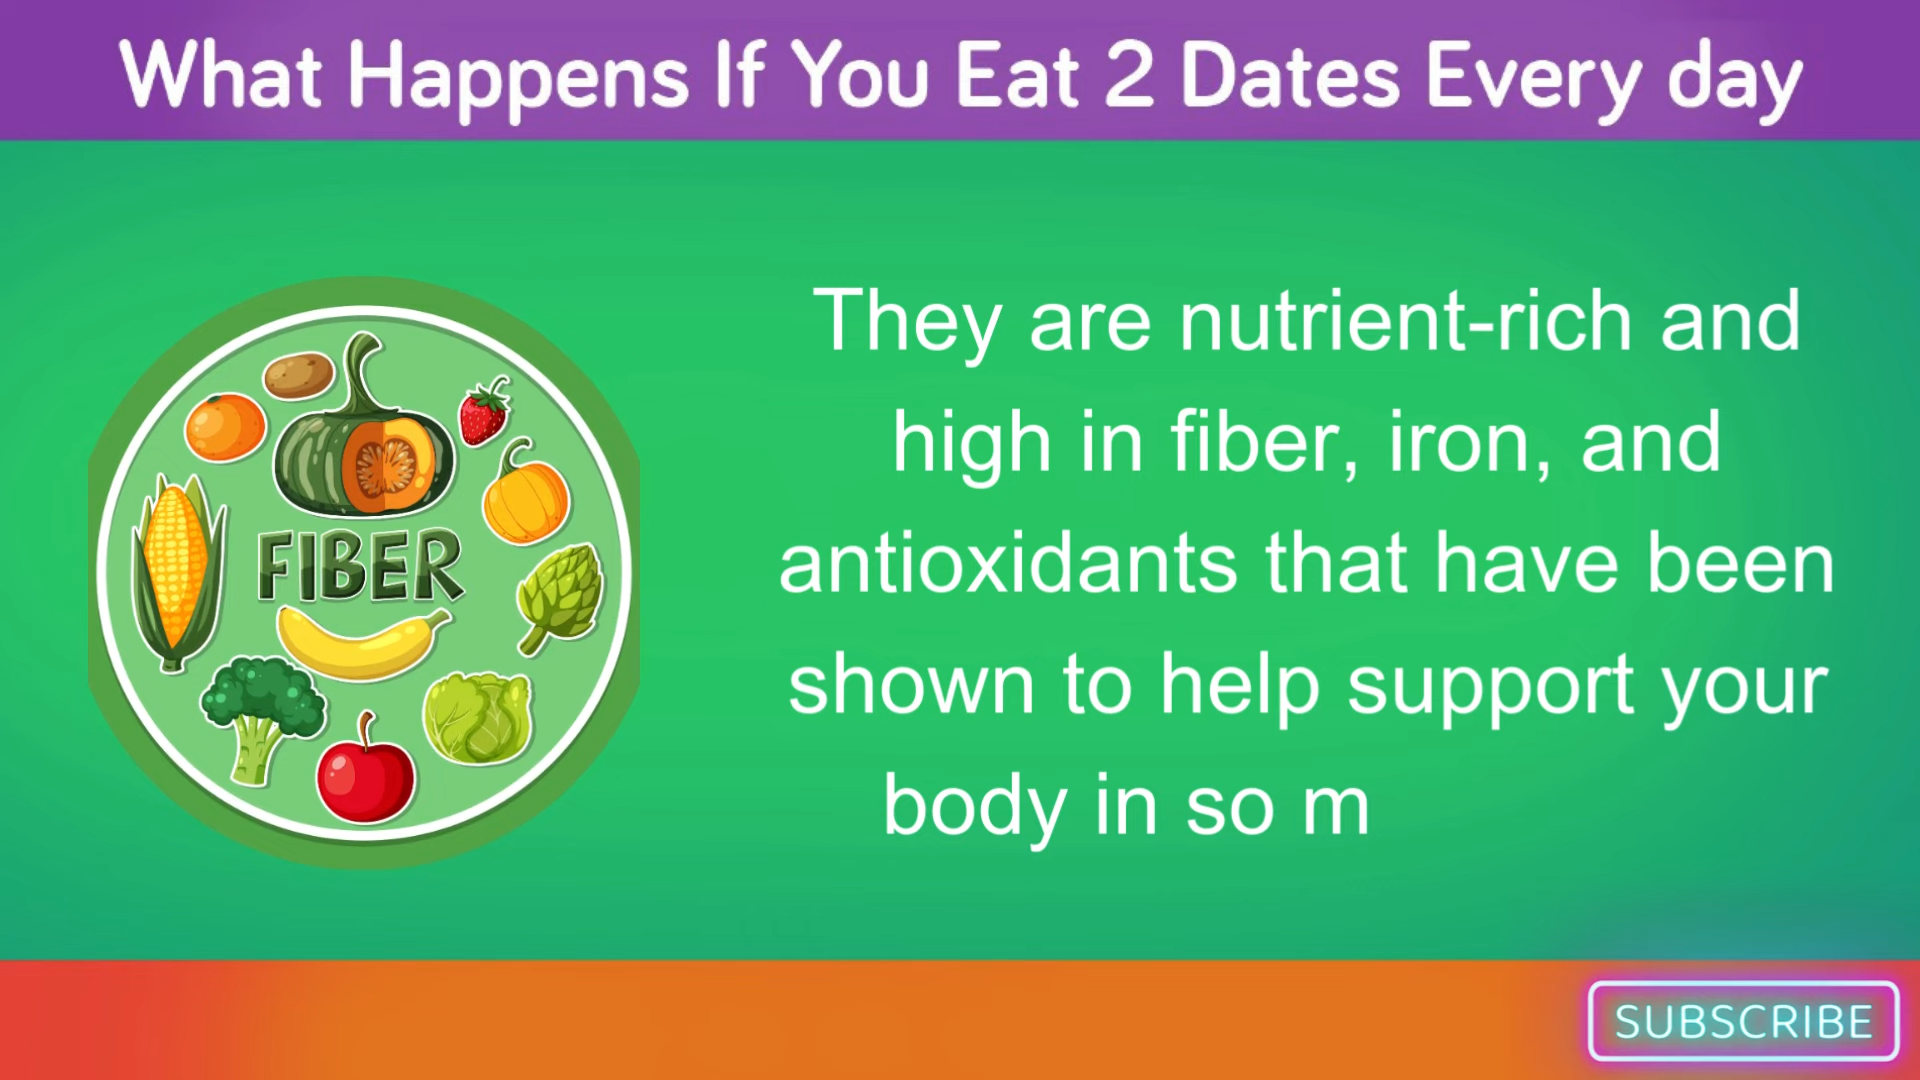 What Happens If You Eat 2 Dates Every day
They are nutrient-rich and
high in fiber, iron, and
antioxidants that have been
shown to help support your
body in so m
FIBER
SUBSCRIBE